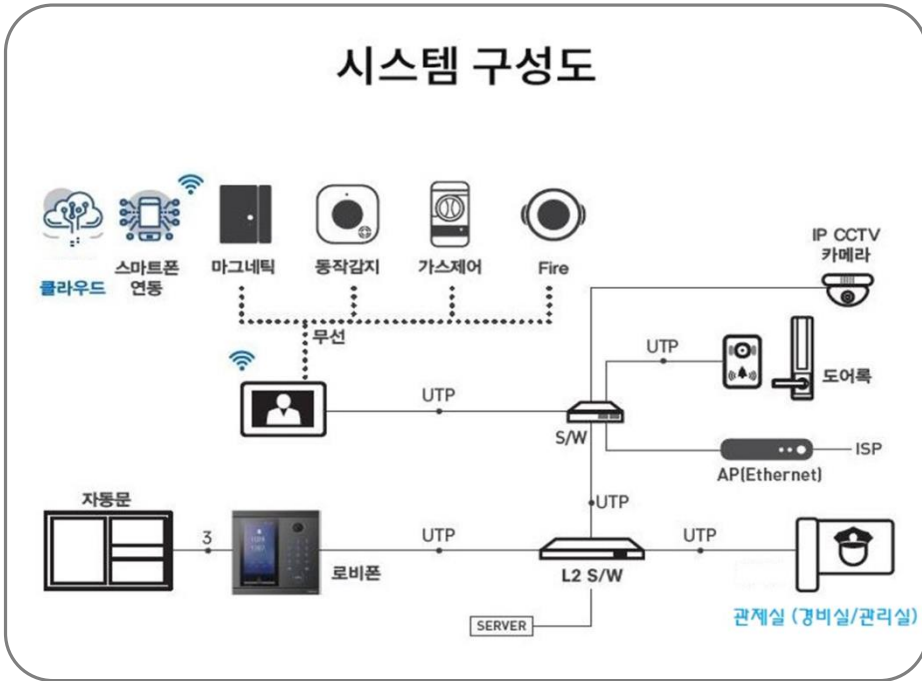 시스템 구성도
클라우드
스마트폰
연동
마그네틱
동작감지
가스제어
Fire
IP CCTV
카메라
무선
UTP
도어록
UTP
S/W
AP(Ethernet)
ISP
자동문
UTP
3
로비폰
UTP
L2 S/W
UTP
관제실 (경비실/관리실)
SERVER